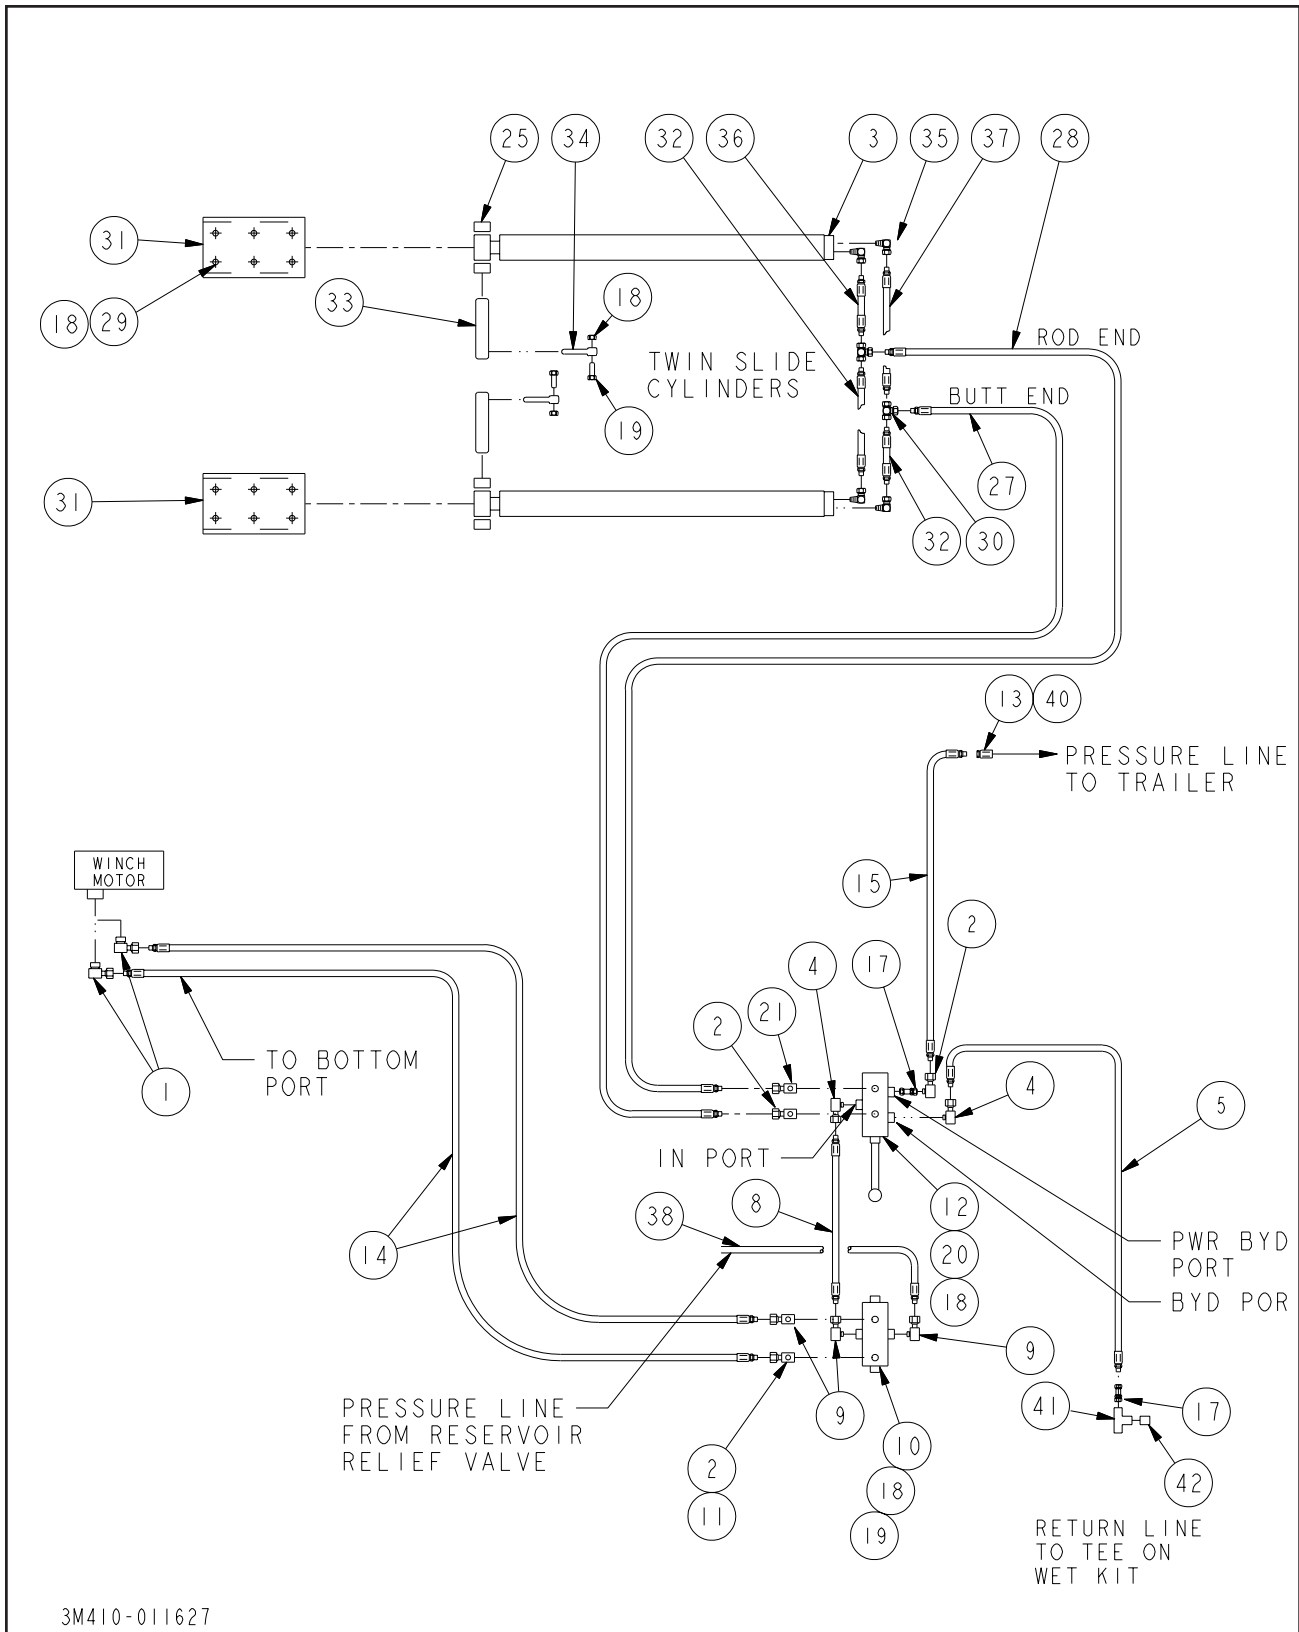 25 34 32 36 3 35 37 28
31
18 29
33
18
19
TWIN SLIDE
CYLINDERS
ROD END
BUTT END
27
31
32 30
13 40
PRESSURE LINE
TO TRAILER
WINCH
MOTOR
15
2
17
4
21
2
TO BOTTOM
PORT
1
4
5
IN PORT
8
12
38
20
PWR BYD
PORT
14
18
BYD POR
9
PRESSURE LINE
FROM RESERVOIR
RELIEF VALVE
9
41
17
10
2
42
18
11
19
RETURN LINE
TO TEE ON
WET KIT
3M410-011627